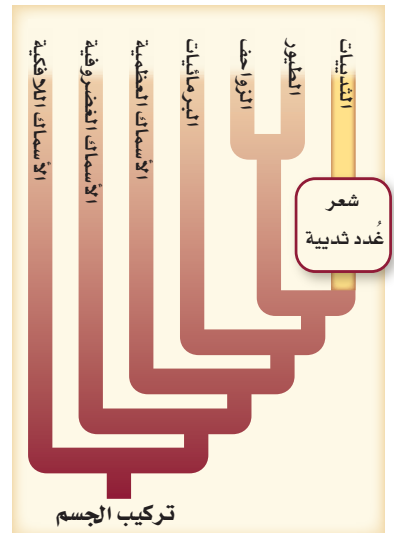 الثدييات
الطيور
الزواحف
البرمائيات
الأسماك العظمية
الأسماك الغضروفية
الأسماك اللافكية
شعر
غُدد ثديية
تركيب الجسم